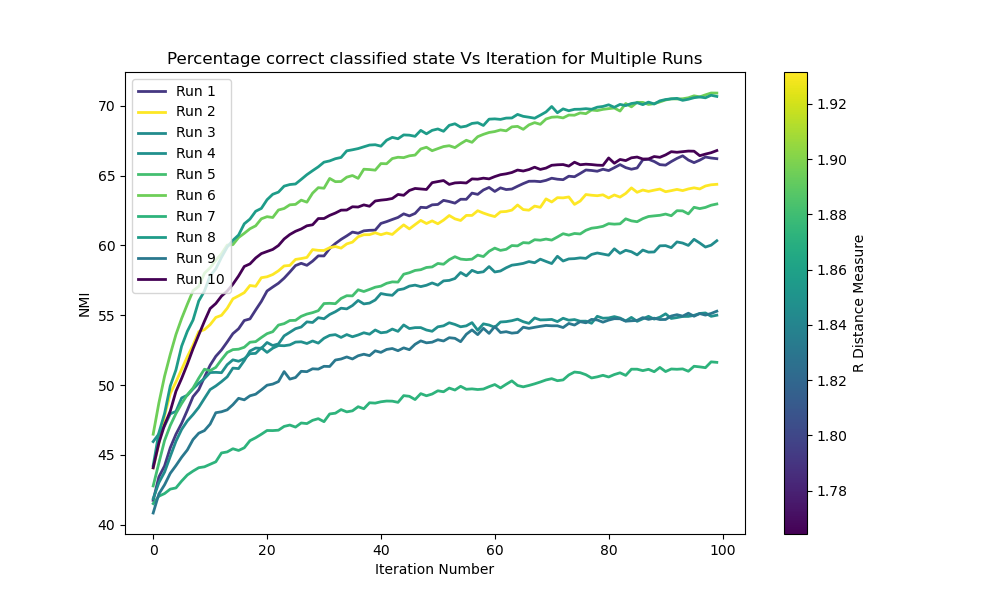 Percentage correct classified state Vs Iteration for Multiple Runs
Run 1
Run 2
Run 3
Run 4
Run 5
Run 6
Run 7
Run 8
Run 9
Run 10
70
65
60
55
50
45
40
NMI
0
20
40
60
80
100
Iteration Number
1.92
1.90
1.88
1.86
1.84
1.82
1.80
1.78
R Distance Measure